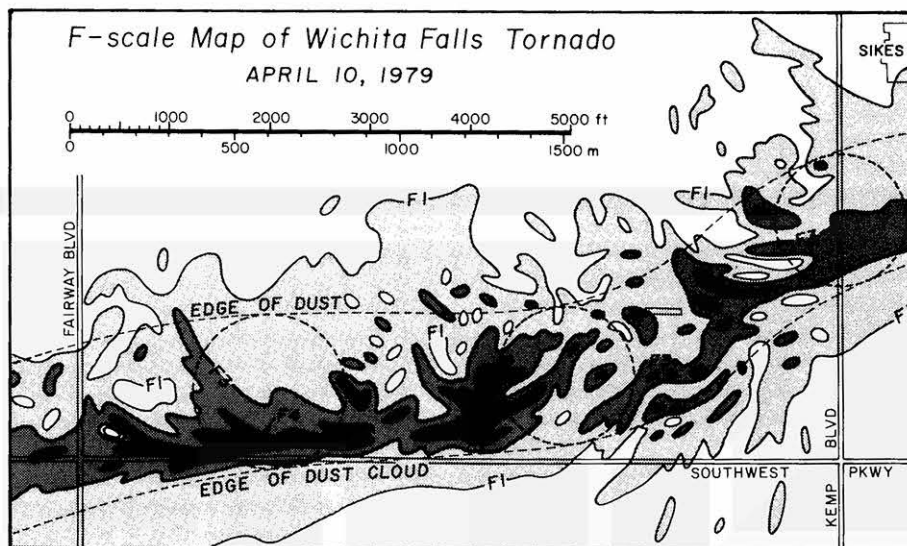 F-scale Map of Wichita Falls Tornado
APRIL 10, 1979
SIKES
0 1000 2000 3000 4000 5000 ft
0 500 1000 1500 m
F1
F1
FAIRWAY BLVD
EDGE OF DUST
F1
F1
F1
EDGE OF DUST CLOUD
F1
SOUTHWEST PKWY
KEMP BLVD